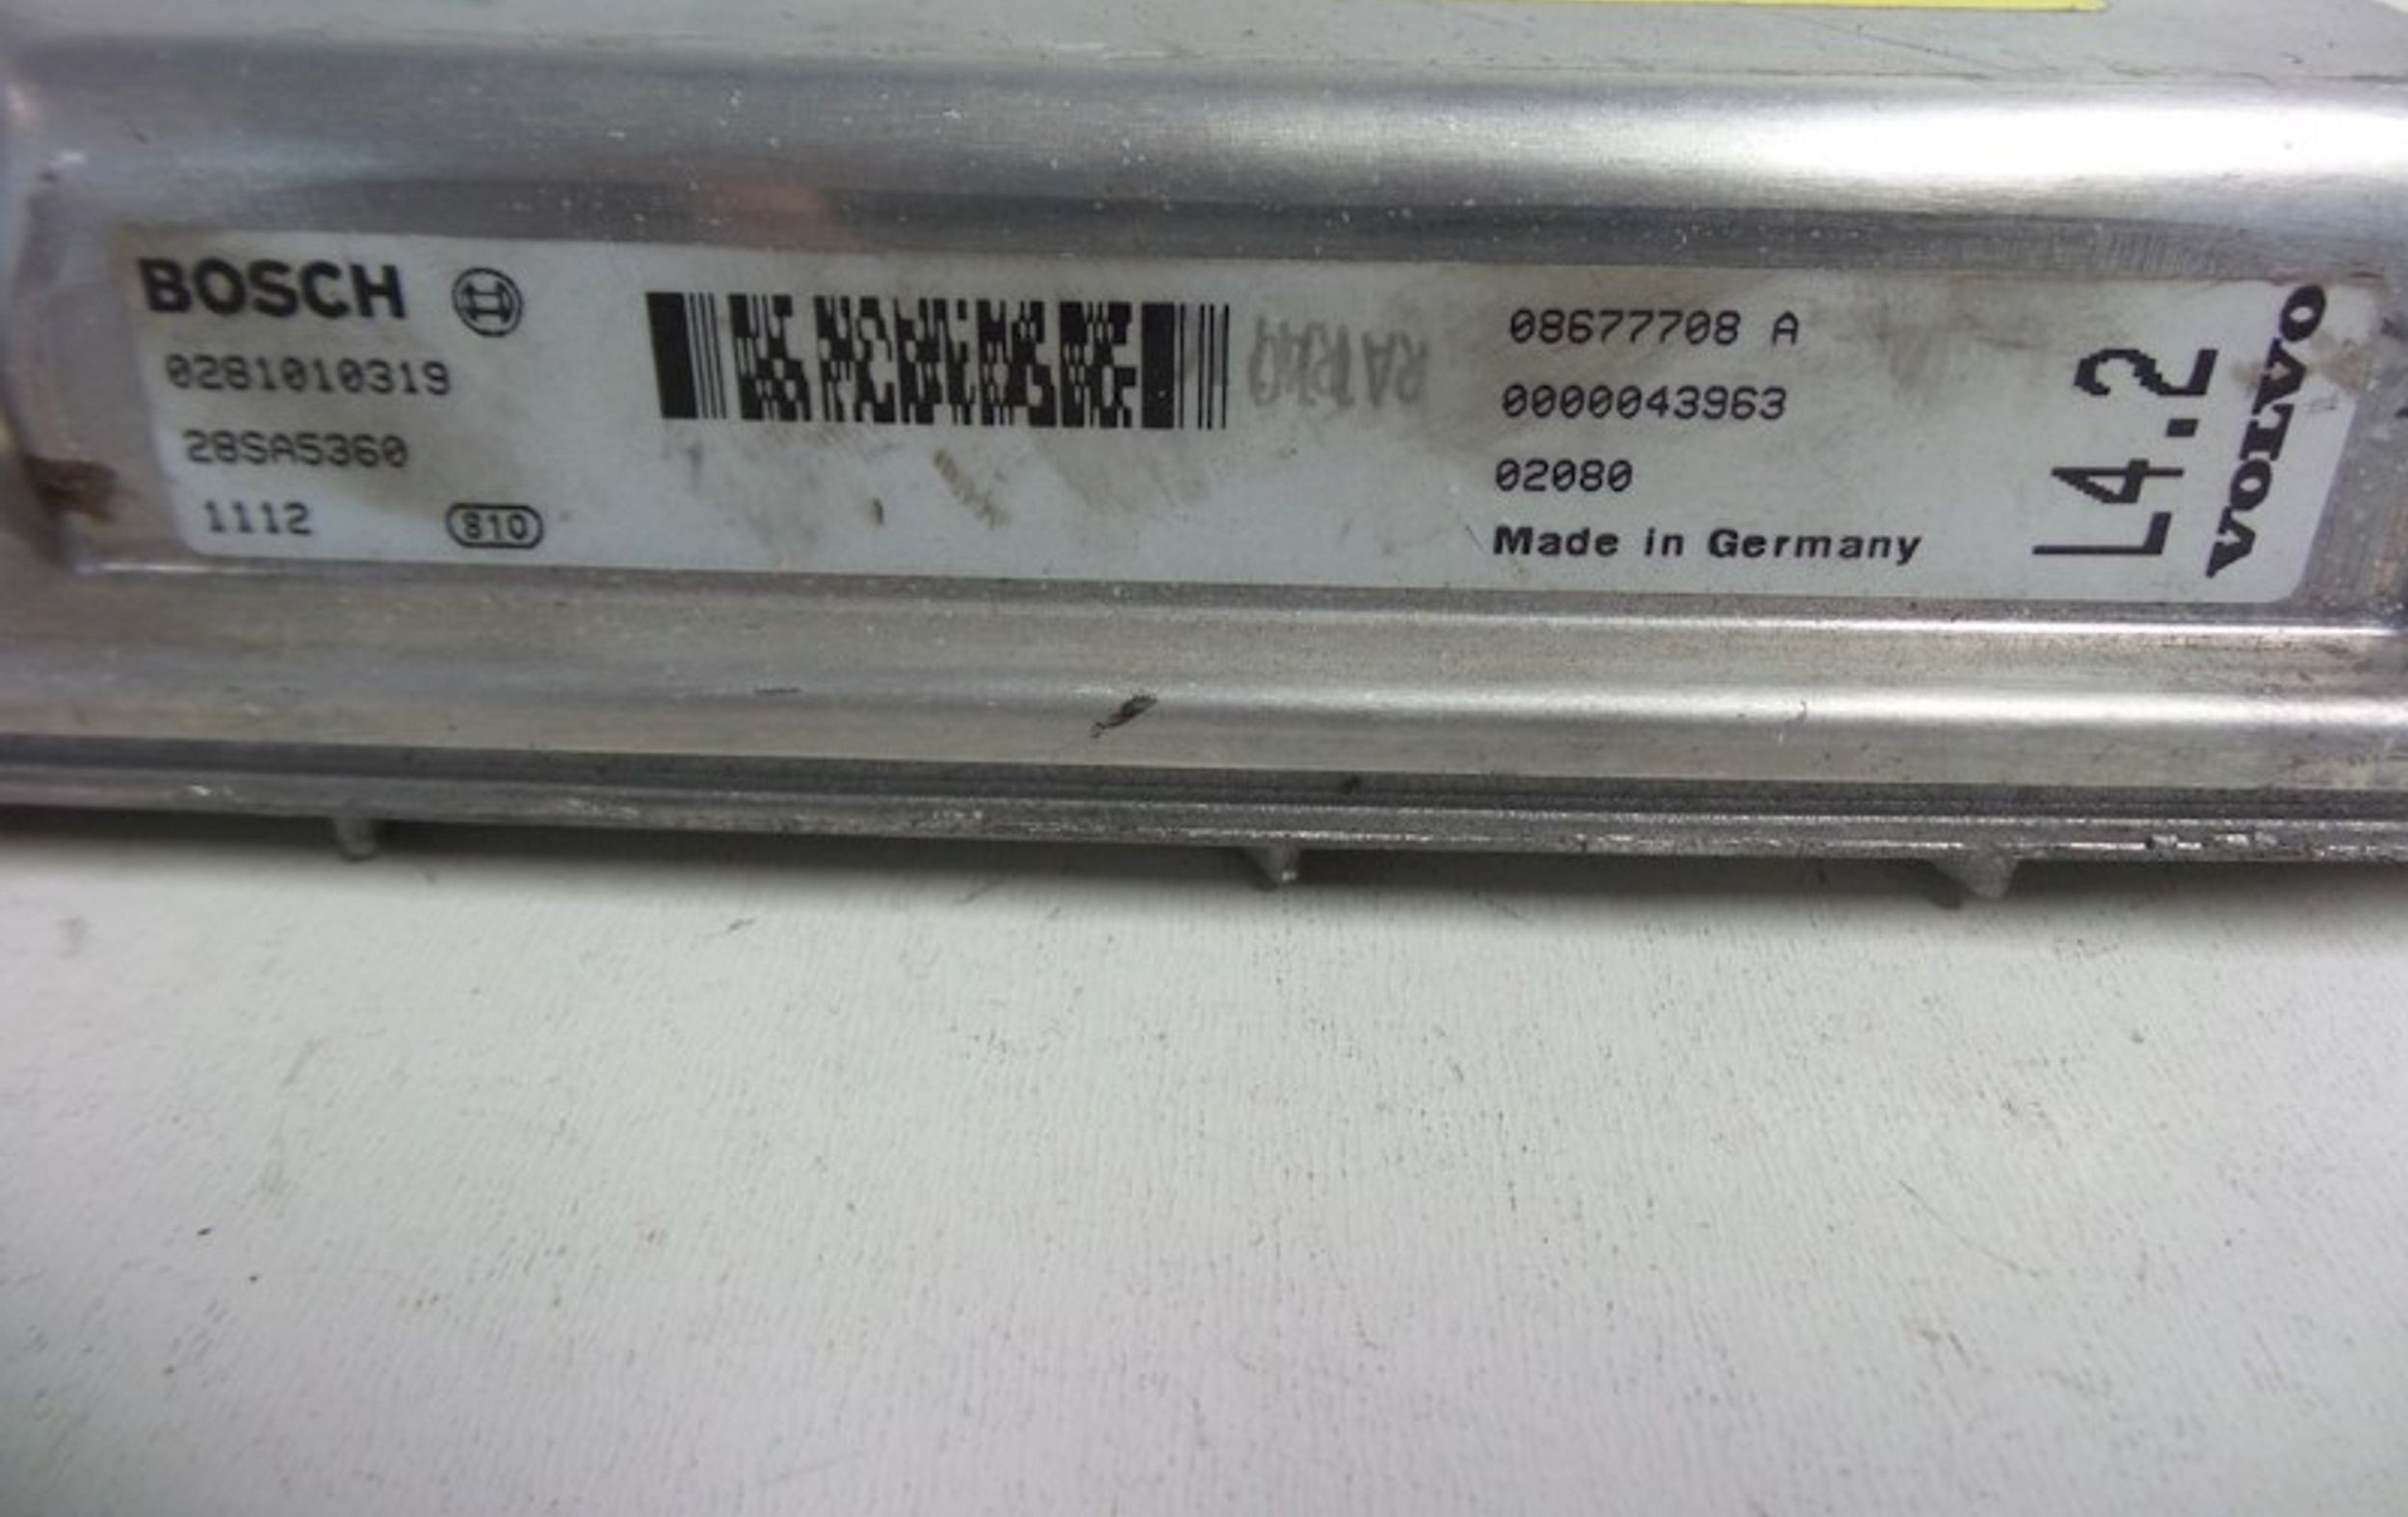 BOSCH
0281010319
28SA5360
1112 810
08677708 A
0000043963
02080
Made in Germany
L4.2
VOLVO